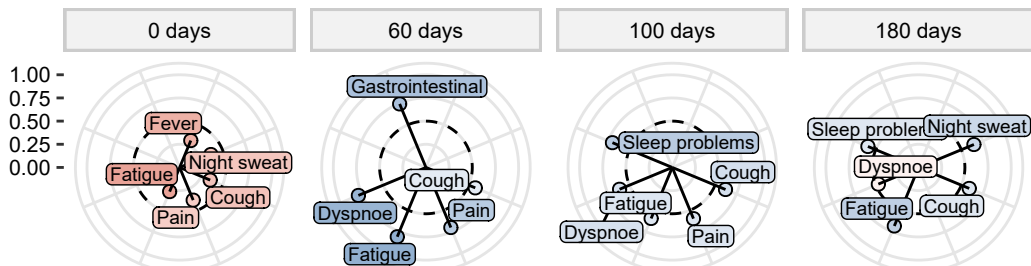 0 days
60 days
100 days
180 days
1.00
0.75
0.50
0.25
0.00
Fever
Night sweat
Fatigue
Cough
Pain
Gastrointestinal
Cough
Dyspnoe
Pain
Fatigue
Sleep problems
Cough
Fatigue
Dyspnoe
Pain
Sleep problem
Night sweat
Dyspnoe
Fatigue
Cough